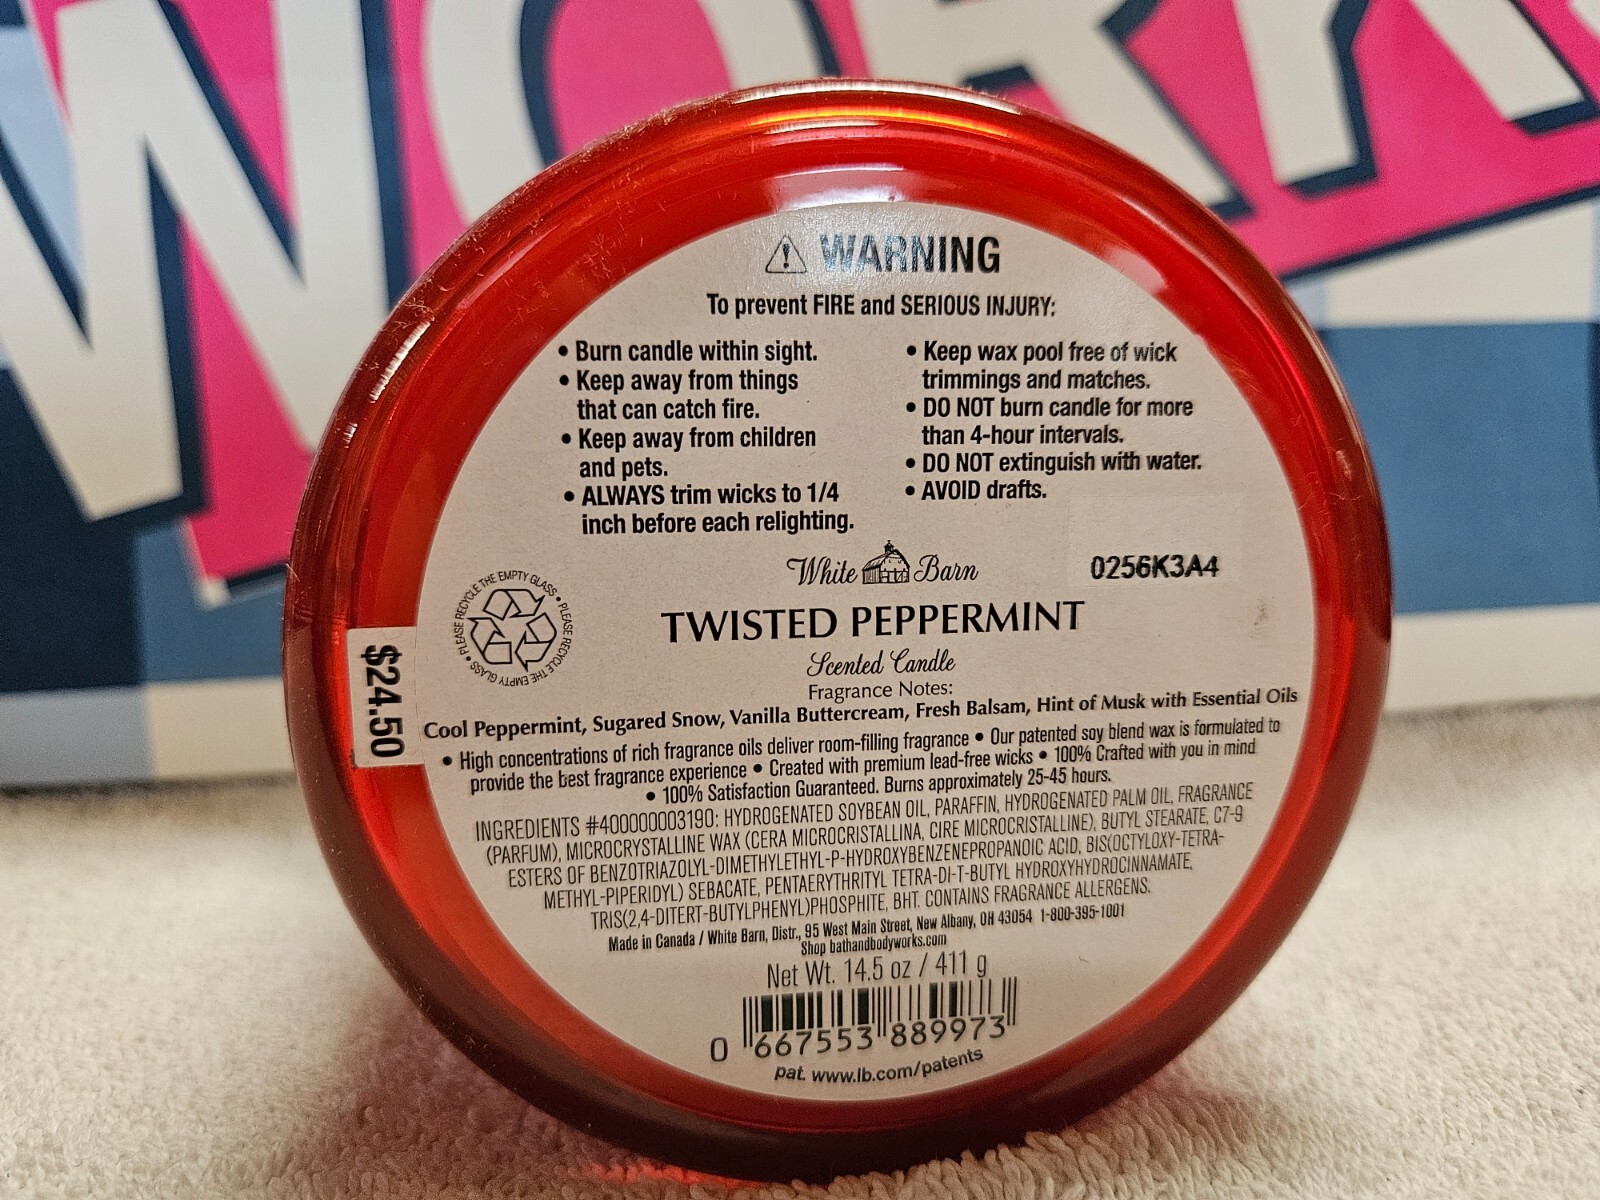 WORK
⚠ WARNING
To prevent FIRE and SERIOUS INJURY:
• Burn candle within sight.
• Keep away from things
that can catch fire.
• Keep away from children
and pets.
• ALWAYS trim wicks to 1/4
inch before each relighting.
• Keep wax pool free of wick
trimmings and matches.
• DO NOT burn candle for more
than 4-hour intervals.
• DO NOT extinguish with water.
• AVOID drafts.
White Barn
0256K3A4
PLEASE RECYCLE THE EMPTY GLASS • PLEASE RECYCLE THE EMPTY GLASS •
TWISTED PEPPERMINT
Scented Candle
$24.50
Fragrance Notes:
Cool Peppermint, Sugared Snow, Vanilla Buttercream, Fresh Balsam, Hint of Musk with Essential Oils
• High concentrations of rich fragrance oils deliver room-filling fragrance • Our patented soy blend wax is formulated to
provide the best fragrance experience • Created with premium lead-free wicks • 100% Crafted with you in mind
• 100% Satisfaction Guaranteed. Burns approximately 25-45 hours.
INGREDIENTS #400000003190: HYDROGENATED SOYBEAN OIL, PARAFFIN, HYDROGENATED PALM OIL, FRAGRANCE
(PARFUM), MICROCRYSTALLINE WAX (CERA MICROCRISTALLINA, CIRE MICROCRISTALLINE), BUTYL STEARATE, C7-9
ESTERS OF BENZOTRIAZOLYL-DIMETHYLETHYL-P-HYDROXYBENZENEPROPANOIC ACID, BIS(OCTYLOXY-TETRA-
METHYL-PIPERIDYL) SEBACATE, PENTAERYTHRITYL TETRA-DI-T-BUTYL HYDROXYHYDROCINNAMATE,
TRIS(2,4-DITERT-BUTYLPHENYL)PHOSPHITE, BHT. CONTAINS FRAGRANCE ALLERGENS.
Made in Canada / White Barn, Distr., 95 West Main Street, New Albany, OH 43054 1-800-395-1001
Shop bathandbodyworks.com
Net Wt. 14.5 oz / 411 g
0 667553 889973
pat. www.lb.com/patents